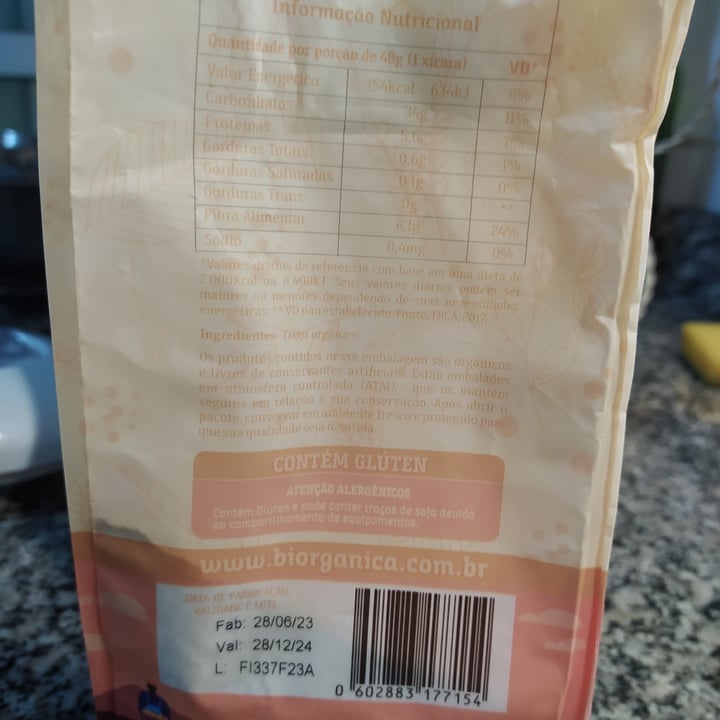 Informação Nutricional
Quantidade por porção de 48g (1 xícara) VD*
Valor Energético 154kcal 634kJ 8%
Carboidratos 34g 11%
Proteínas 5,6g 7%
Gorduras Totais 0,6g 1%
Gorduras Saturadas 0,1g 0%
Gorduras Trans 0g **
Fibra Alimentar 6,1g 24%
Sódio 0,4mg 0%
*Valores diários de referência com base em uma dieta de
2.000Kcal ou 8.400kJ. Seus valores diários podem ser
maiores ou menores dependendo de suas necessidades
energéticas. **VD não estabelecido. Fonte: TBCA, 2017.
Ingredientes: Trigo orgânico.
Os produtos contidos nessa embalagem são orgânicos
e livres de conservantes artificiais. Estão embalados
em atmosfera controlada (ATM), que os mantém
seguros em relação à sua conservação. Após abrir o
pacote, conservar em ambiente fresco e protegido para
que sua qualidade seja mantida.
CONTÉM GLÚTEN
ATENÇÃO ALERGÊNICOS
Contém Glúten e pode conter traços de soja devido
ao compartilhamento de equipamentos.
www.biorganica.com.br
DATA DE FABRICAÇÃO,
VALIDADE E LOTE
Fab: 28/06/23
Val: 28/12/24
L: FI337F23A
0 602883 177154